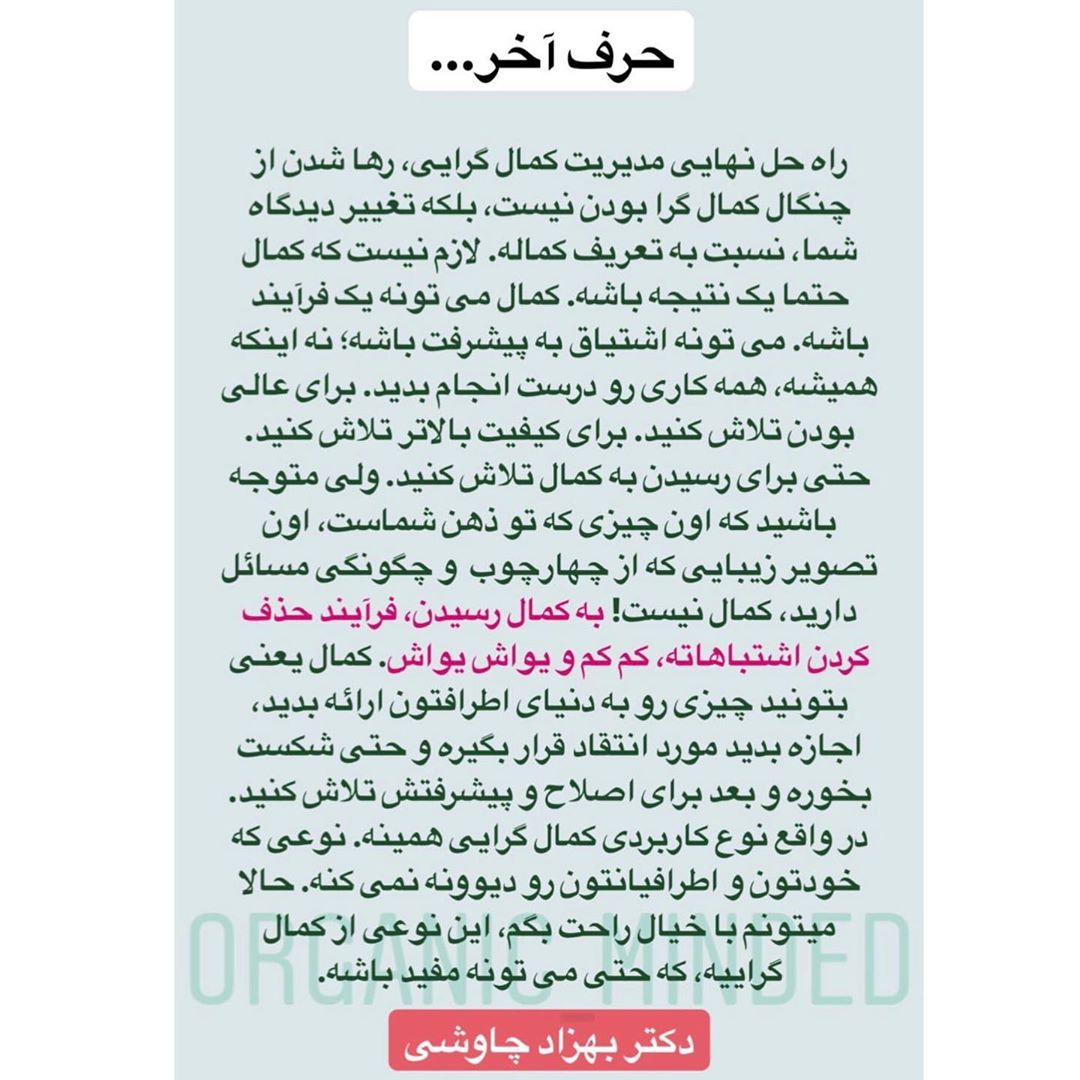 حرف آخر...
راه حل نهایی مدیریت کمال گرایی، رها شدن از
چنگال کمال گرا بودن نیست، بلکه تغییر دیدگاه
شما، نسبت به تعریف کماله. لازم نیست که کمال
حتما یک نتیجه باشه. کمال می تونه یک فرآیند
باشه. می تونه اشتیاق به پیشرفت باشه؛ نه اینکه
همیشه، همه کاری رو درست انجام بدید. برای عالی
بودن تلاش کنید. برای کیفیت بالاتر تلاش کنید.
حتی برای رسیدن به کمال تلاش کنید. ولی متوجه
باشید که اون چیزی که تو ذهن شماست، اون
تصویر زیبایی که از چهارچوب و چگونگی مسائل
دارید، کمال نیست! به کمال رسیدن، فرآیند حذف
کردن اشتباهاته، کم کم و یواش یواش. کمال یعنی
بتونید چیزی رو به دنیای اطرافتون ارائه بدید،
اجازه بدید مورد انتقاد قرار بگیره و حتی شکست
بخوره و بعد برای اصلاح و پیشرفتش تلاش کنید.
در واقع نوع کاربردی کمال گرایی همینه. نوعی که
خودتون و اطرافیانتون رو دیوونه نمی کنه. حالا
میتونم با خیال راحت بگم، این نوعی از کمال
گراییه، که حتی می تونه مفید باشه.
ORGANIC_MINDED
دکتر بهزاد چاوشی